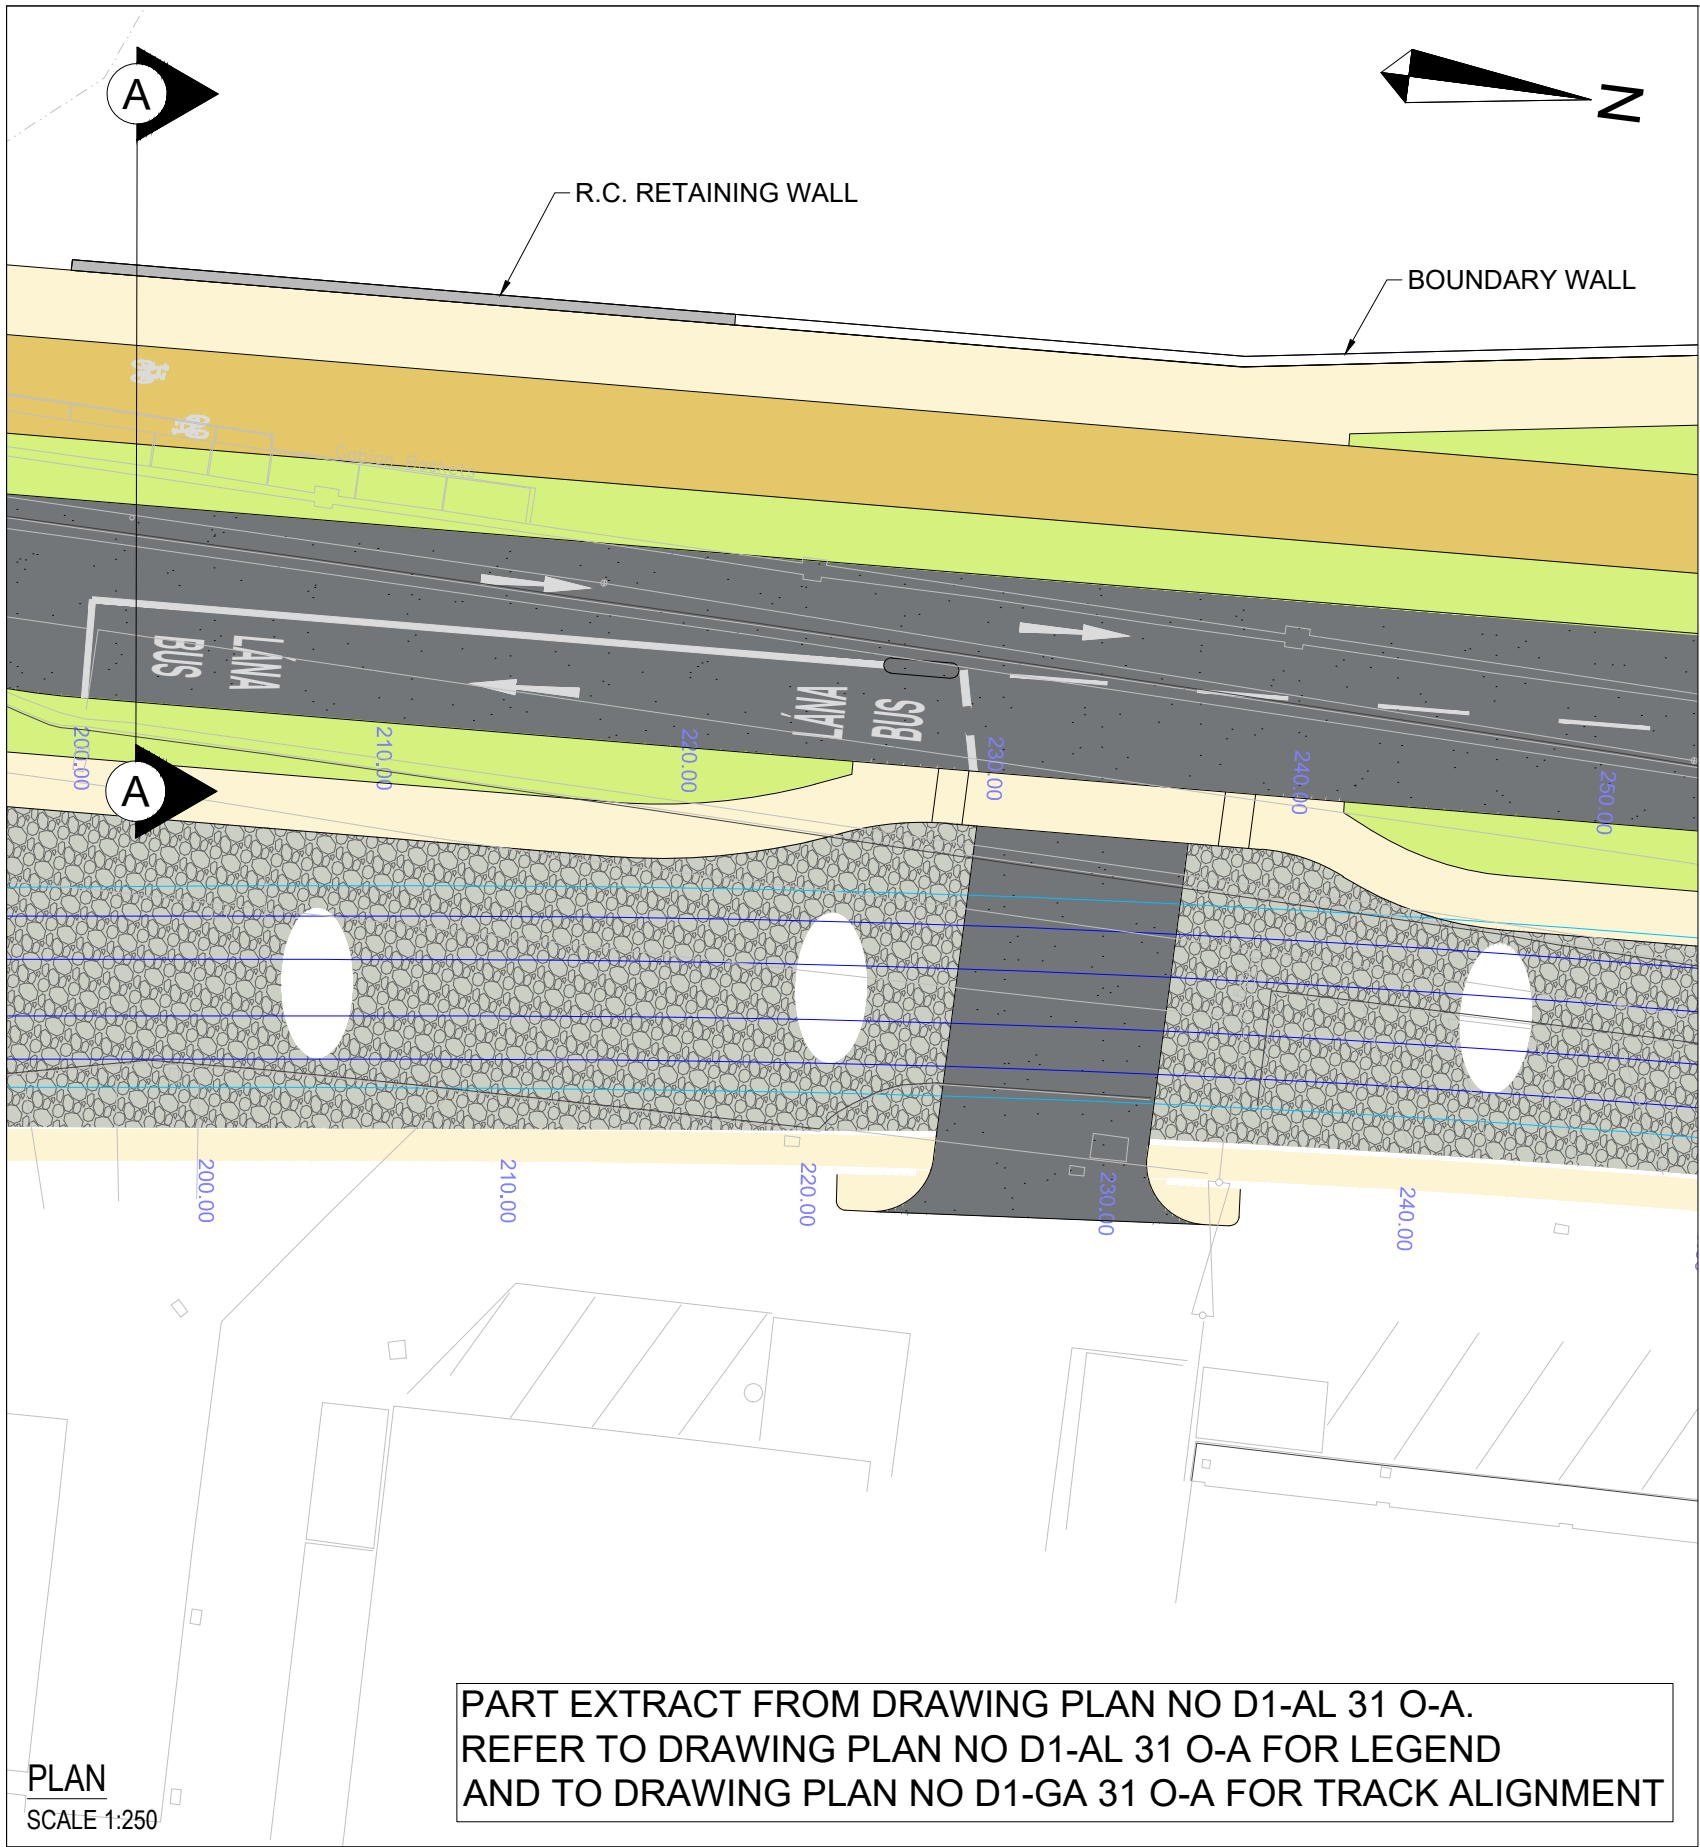 A
N
R.C. RETAINING WALL
BOUNDARY WALL
LÁNA
BUS
LÁNA
BUS
200.00
210.00
220.00
230.00
240.00
250.00
A
200.00
210.00
220.00
230.00
240.00
PART EXTRACT FROM DRAWING PLAN NO D1-AL 31 O-A.
REFER TO DRAWING PLAN NO D1-AL 31 O-A FOR LEGEND
AND TO DRAWING PLAN NO D1-GA 31 O-A FOR TRACK ALIGNMENT
PLAN
SCALE 1:250